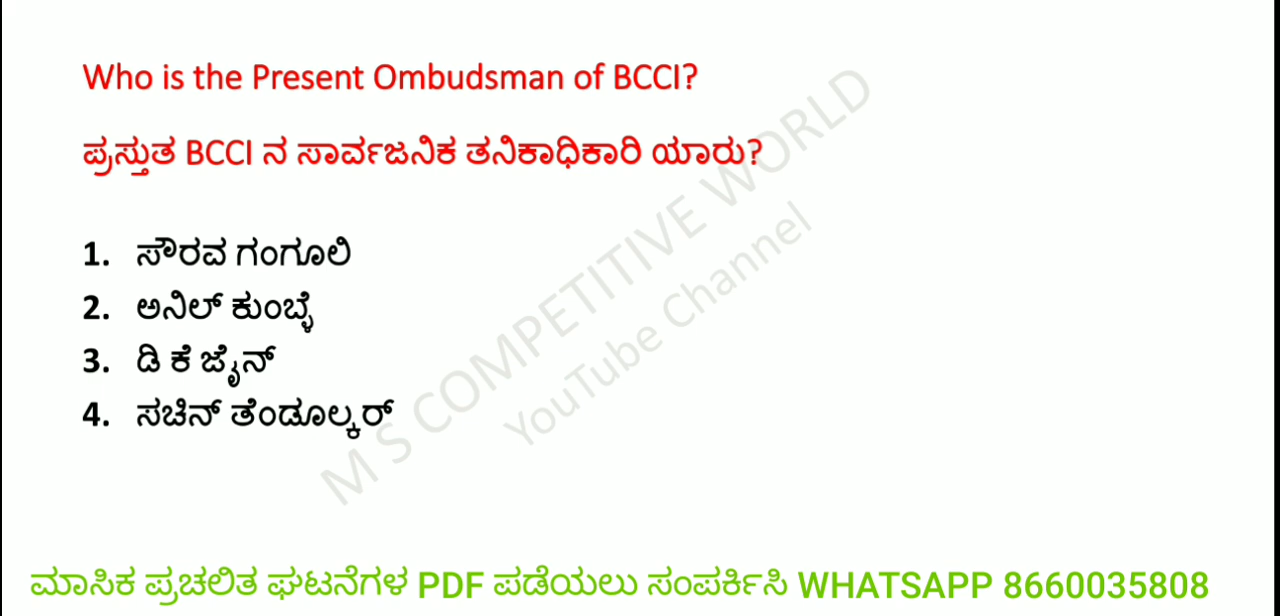 Who is the Present Ombudsman of BCCI?
ಪ್ರಸ್ತುತ BCCI ನ ಸಾರ್ವಜನಿಕ ತನಿಕಾಧಿಕಾರಿ ಯಾರು?
1. ಸೌರವ ಗಂಗೂಲಿ
2. ಅನಿಲ್ ಕುಂಬ್ಳೆ
3. ಡಿ ಕೆ ಜೈನ್
4. ಸಚಿನ್ ತೆಂಡೂಲ್ಕರ್
M S COMPETITIVE WORLD
YouTube Channel
ಮಾಸಿಕ ಪ್ರಚಲಿತ ಘಟನೆಗಳ PDF ಪಡೆಯಲು ಸಂಪರ್ಕಿಸಿ WHATSAPP 8660035808